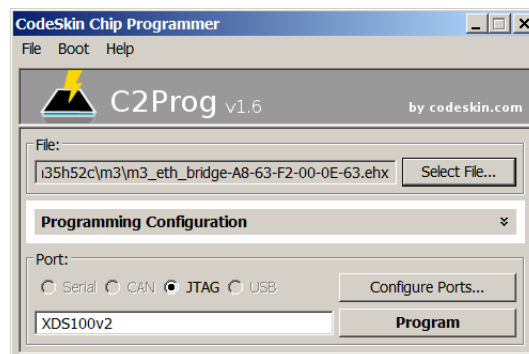 CodeSkin Chip Programmer
File Boot Help
C2Prog v1.6
by codeskin.com
File:
35h52c\m3\m3_eth_bridge-A8-63-F2-00-0E-63.ehx
Select File...
Programming Configuration
Port:
Serial CAN JTAG USB
Configure Ports...
XDS100v2
Program